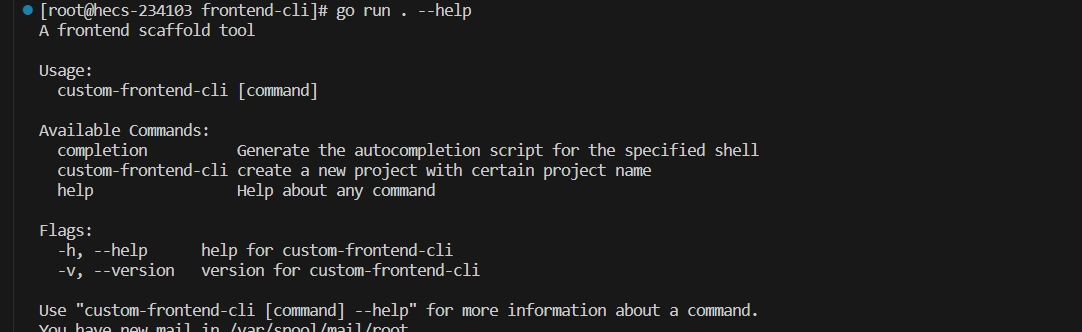 [root@hecs-234103 frontend-cli]# go run . --help
A frontend scaffold tool
Usage:
custom-frontend-cli [command]
Available Commands:
completion Generate the autocompletion script for the specified shell
custom-frontend-cli create a new project with certain project name
help Help about any command
Flags:
-h, --help help for custom-frontend-cli
-v, --version version for custom-frontend-cli
Use "custom-frontend-cli [command] --help" for more information about a command.
You have new mail in /var/spool/mail/root